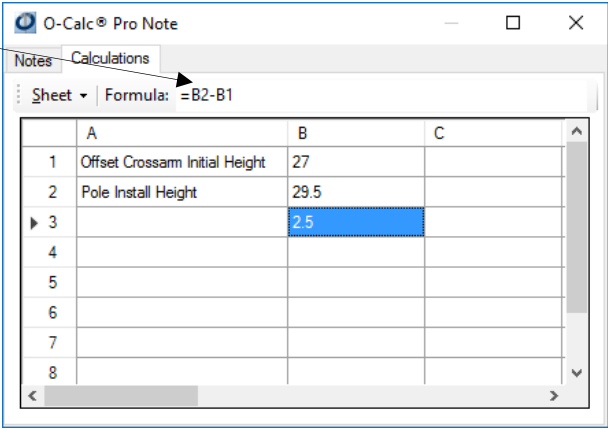 O-Calc® Pro Note
Notes Calculations
Sheet Formula: =B2-B1
A B C
1 Offset Crossarm Initial Height 27
2 Pole Install Height 29.5
3 2.5
4
5
6
7
8